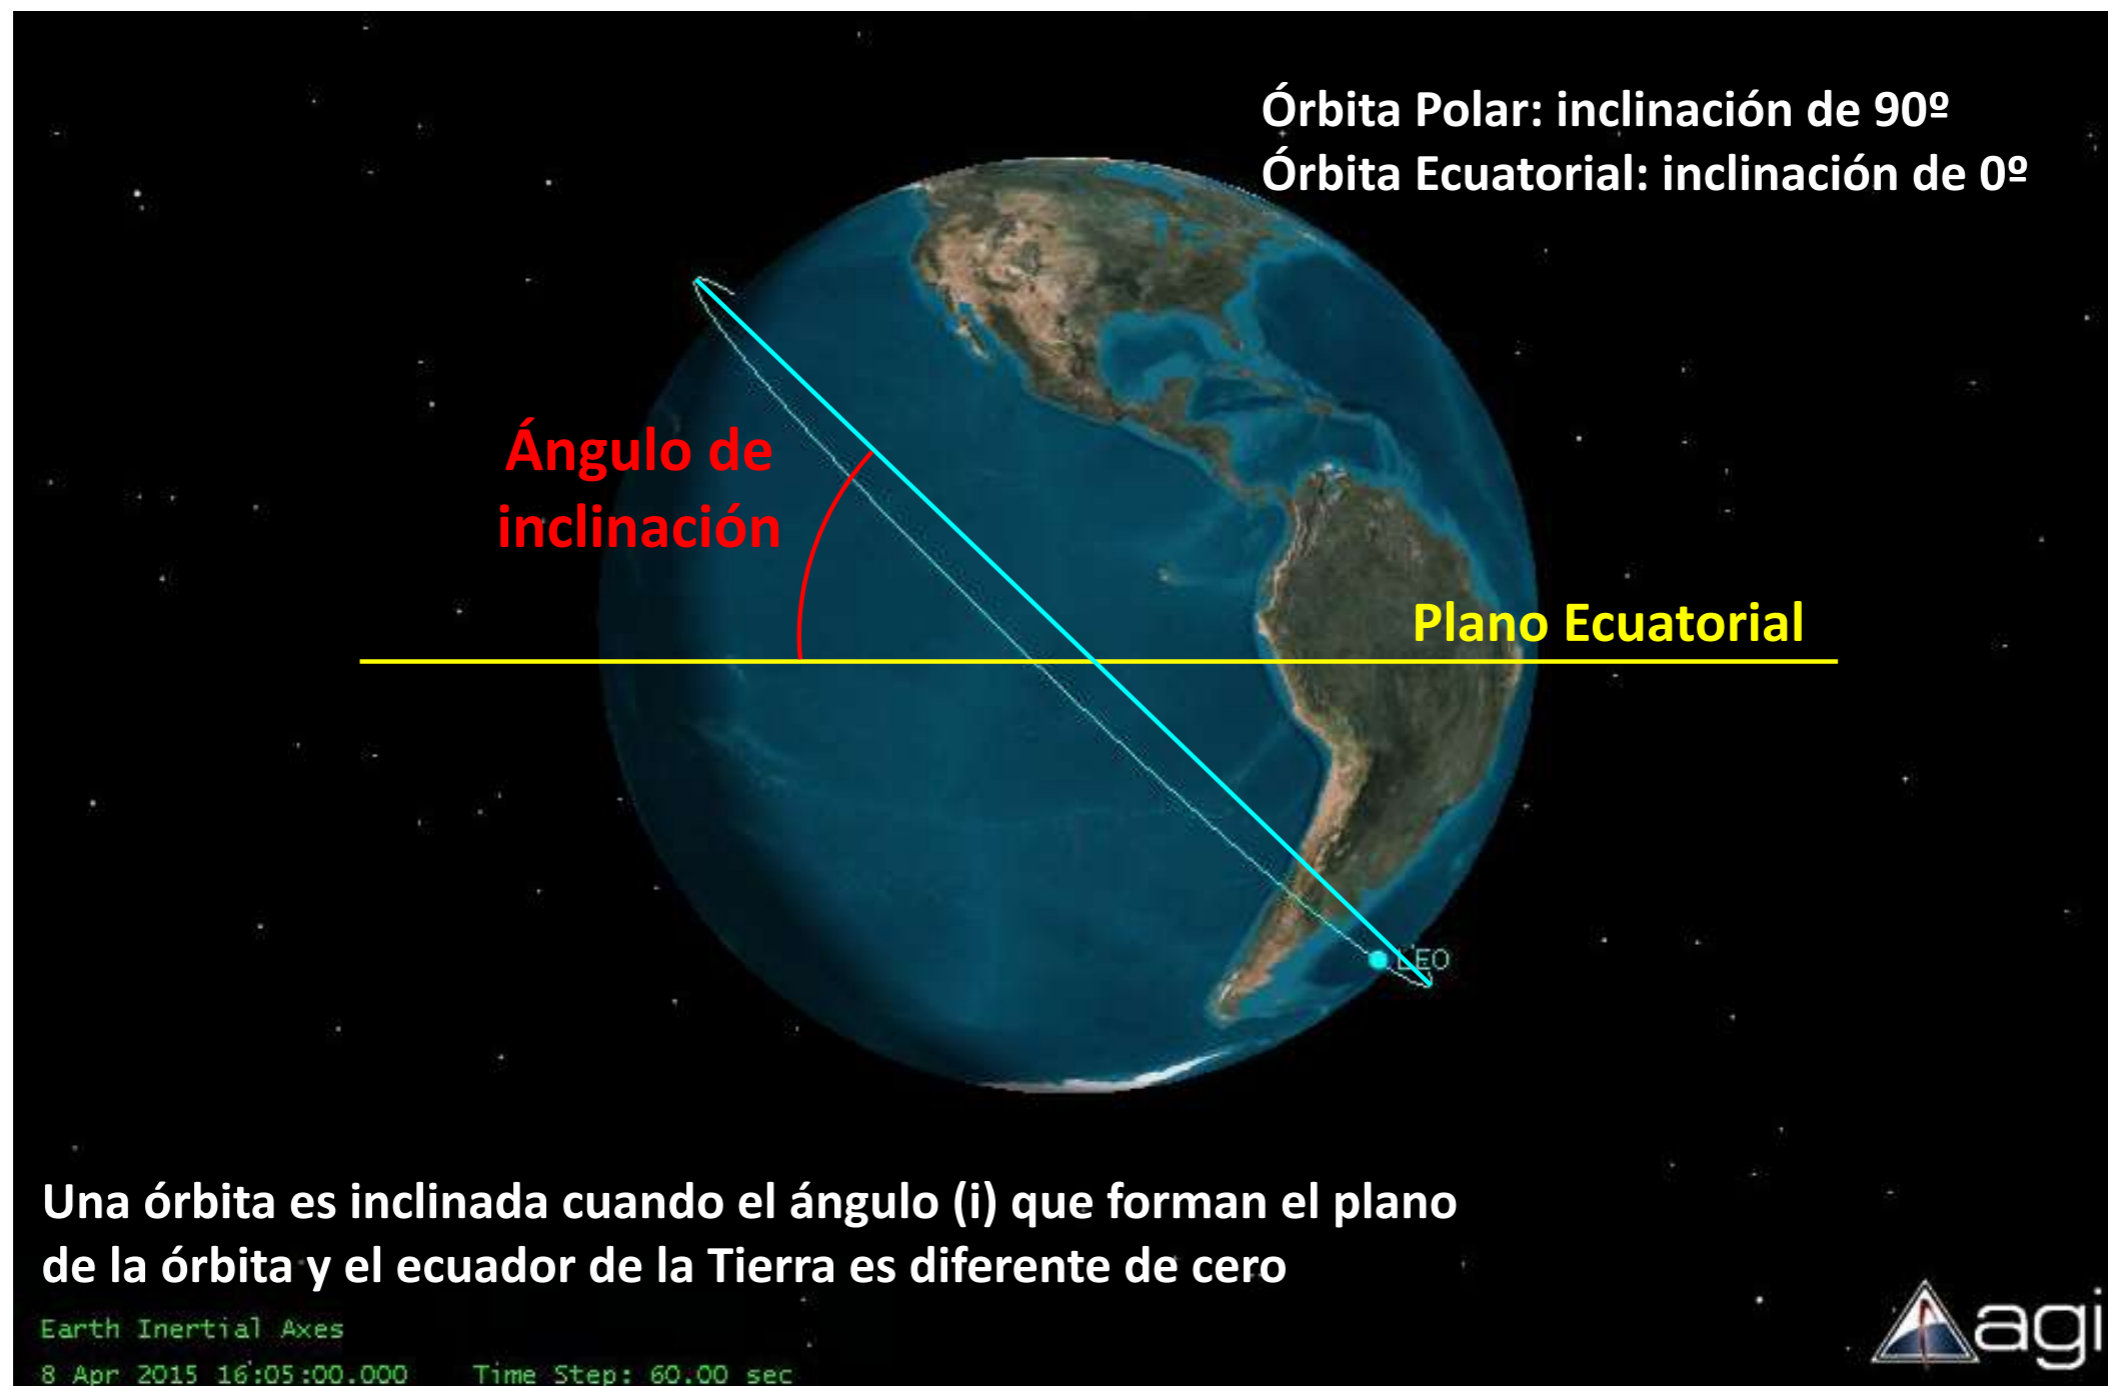 Órbita Polar: inclinación de 90º
Órbita Ecuatorial: inclinación de 0º
Ángulo de
inclinación
Plano Ecuatorial
LEO
Una órbita es inclinada cuando el ángulo (i) que forman el plano
de la órbita y el ecuador de la Tierra es diferente de cero
Earth Inertial Axes
8 Apr 2015 16:05:00.000 Time Step: 60.00 sec
agi